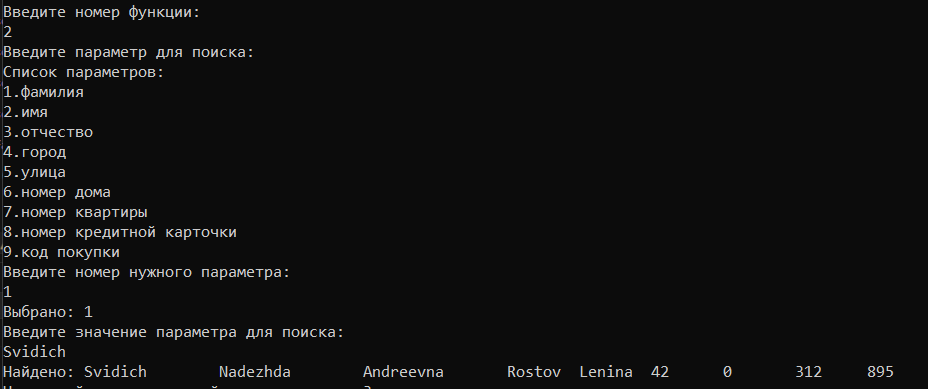 Введите номер функции:
2
Введите параметр для поиска:
Список параметров:
1.фамилия
2.имя
3.отчество
4.город
5.улица
6.номер дома
7.номер квартиры
8.номер кредитной карточки
9.код покупки
Введите номер нужного параметра:
1
Выбрано: 1
Введите значение параметра для поиска:
Svidich
Найдено: Svidich Nadezhda Andreevna Rostov Lenina 42 0 312 895